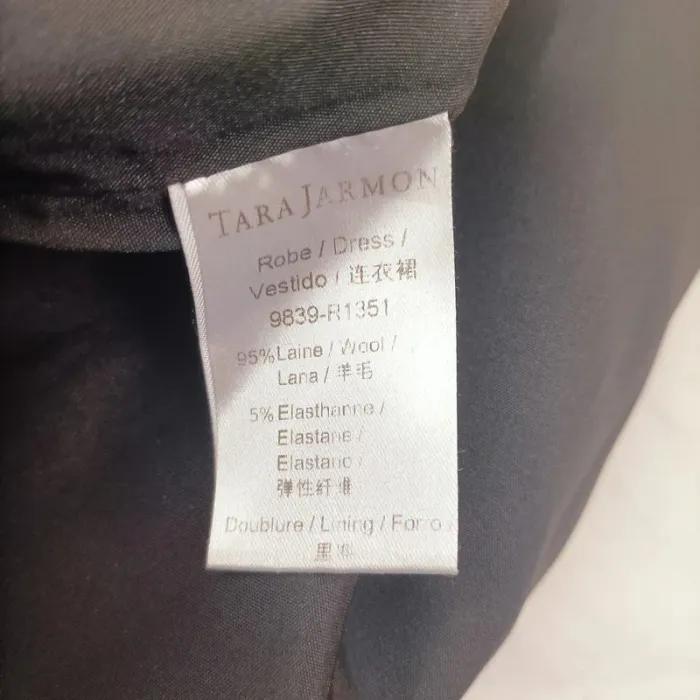 TARA JARMON
Robe / Dress /
Vestido / 连衣裙
9839-R1351
95% Laine / Wool /
Lana / 羊毛
5% Elasthanne /
Elastane /
Elastano /
弹性纤维
Doublure / Lining / Forro